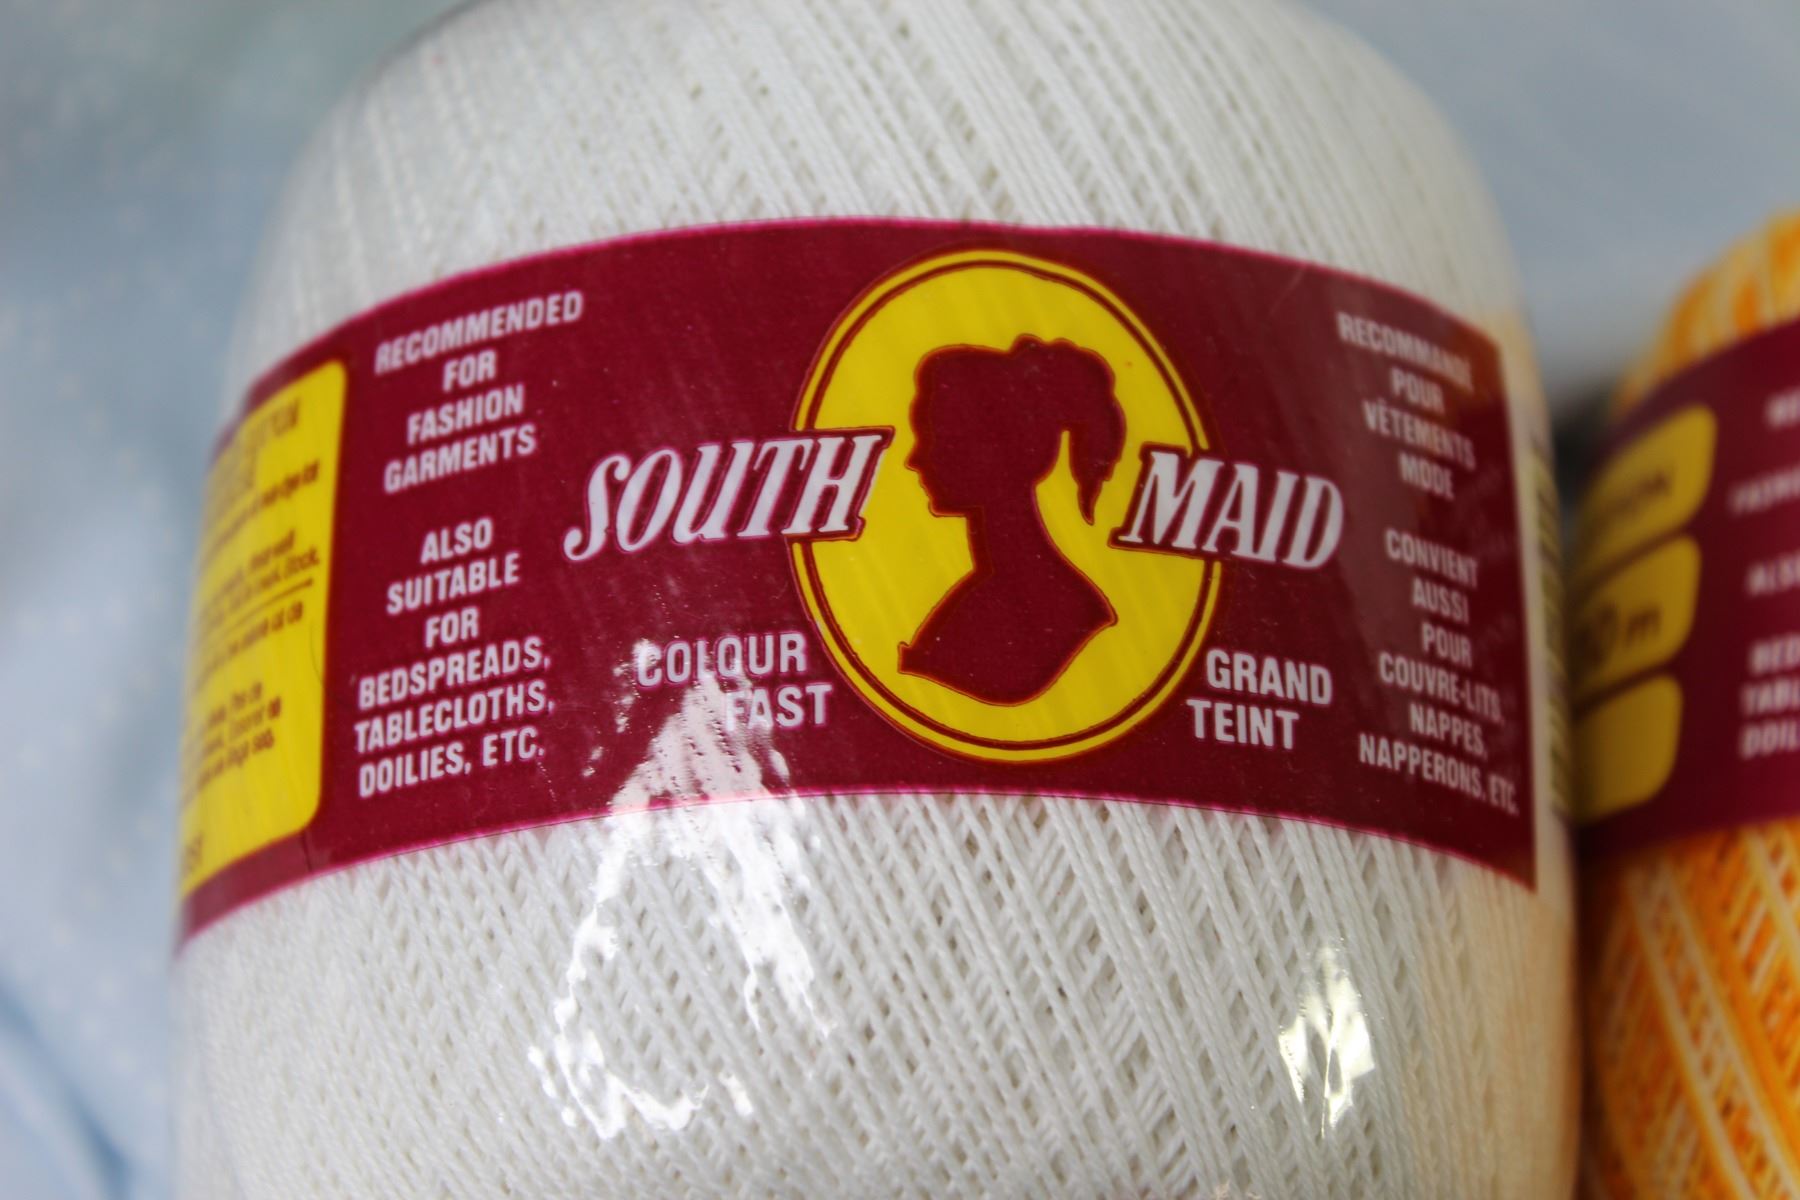 RECOMMENDED
FOR
FASHION
GARMENTS
ALSO
SUITABLE
FOR
BEDSPREADS,
TABLECLOTHS,
DOILIES, ETC.
SOUTH MAID
COLOUR
FAST
GRAND
TEINT
RECOMMANDÉ
POUR
VÊTEMENTS
MODE
CONVIENT
AUSSI
POUR
COUVRE-LITS,
NAPPES,
NAPPERONS, ETC.